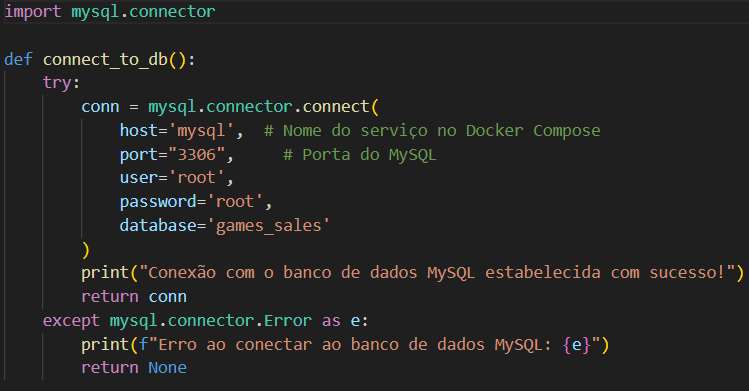 import mysql.connector

def connect_to_db():
    try:
        conn = mysql.connector.connect(
            host='mysql',  # Nome do serviço no Docker Compose
            port="3306",     # Porta do MySQL
            user='root',
            password='root',
            database='games_sales'
        )
        print("Conexão com o banco de dados MySQL estabelecida com sucesso!")
        return conn
    except mysql.connector.Error as e:
        print(f"Erro ao conectar ao banco de dados MySQL: {e}")
        return None